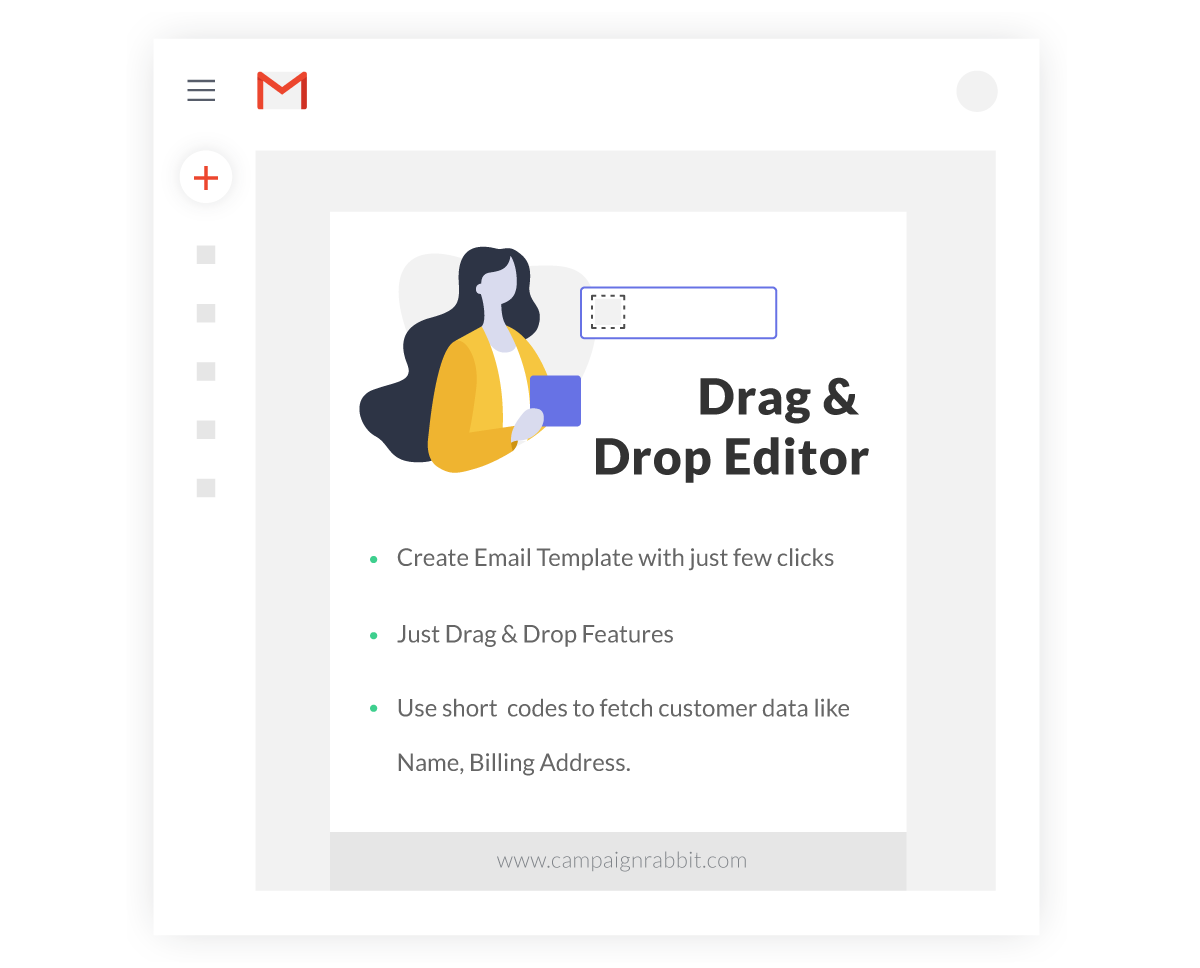 Drag &
Drop Editor
Create Email Template with just few clicks
Just Drag & Drop Features
Use short  codes to fetch customer data like
Name, Billing Address.
www.campaignrabbit.com